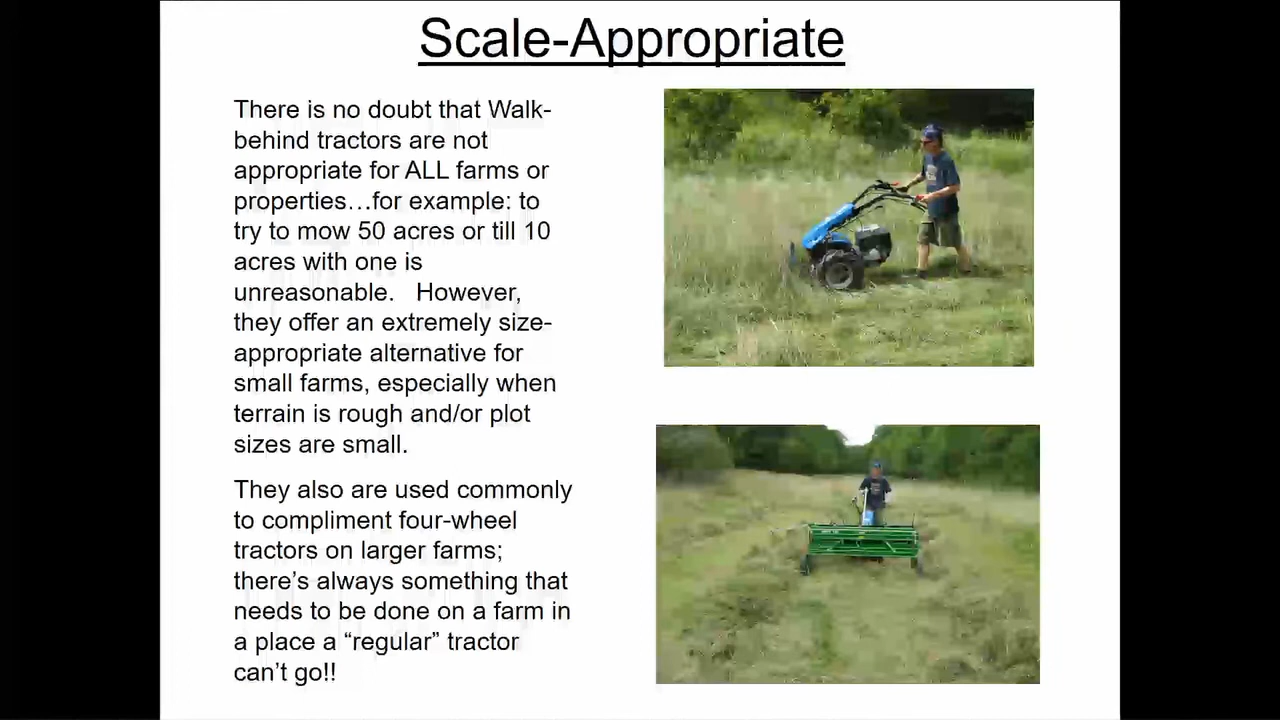 Scale-Appropriate
There is no doubt that Walk-
behind tractors are not
appropriate for ALL farms or
properties…for example: to
try to mow 50 acres or till 10
acres with one is
unreasonable.   However,
they offer an extremely size-
appropriate alternative for
small farms, especially when
terrain is rough and/or plot
sizes are small.
They also are used commonly
to compliment four-wheel
tractors on larger farms;
there’s always something that
needs to be done on a farm in
a place a “regular” tractor
can’t go!!